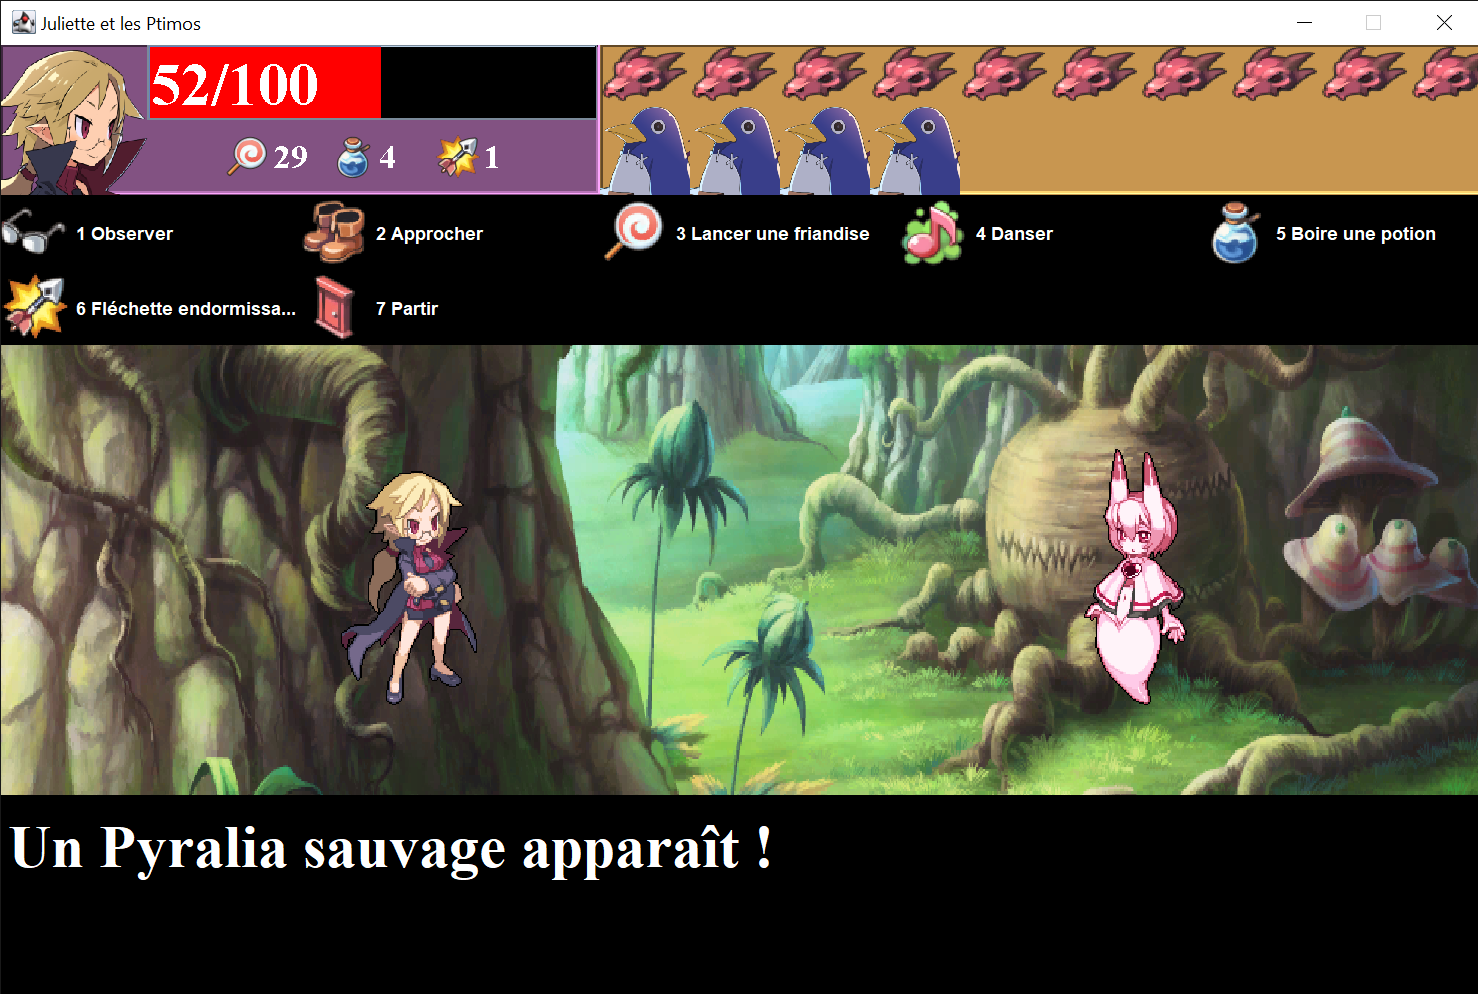 Juliette et les Ptimos
52/100
29 4 1
1 Observer 2 Approcher 3 Lancer une friandise 4 Danser 5 Boire une potion
6 Fléchette endormissa... 7 Partir
Un Pyralia sauvage apparaît !